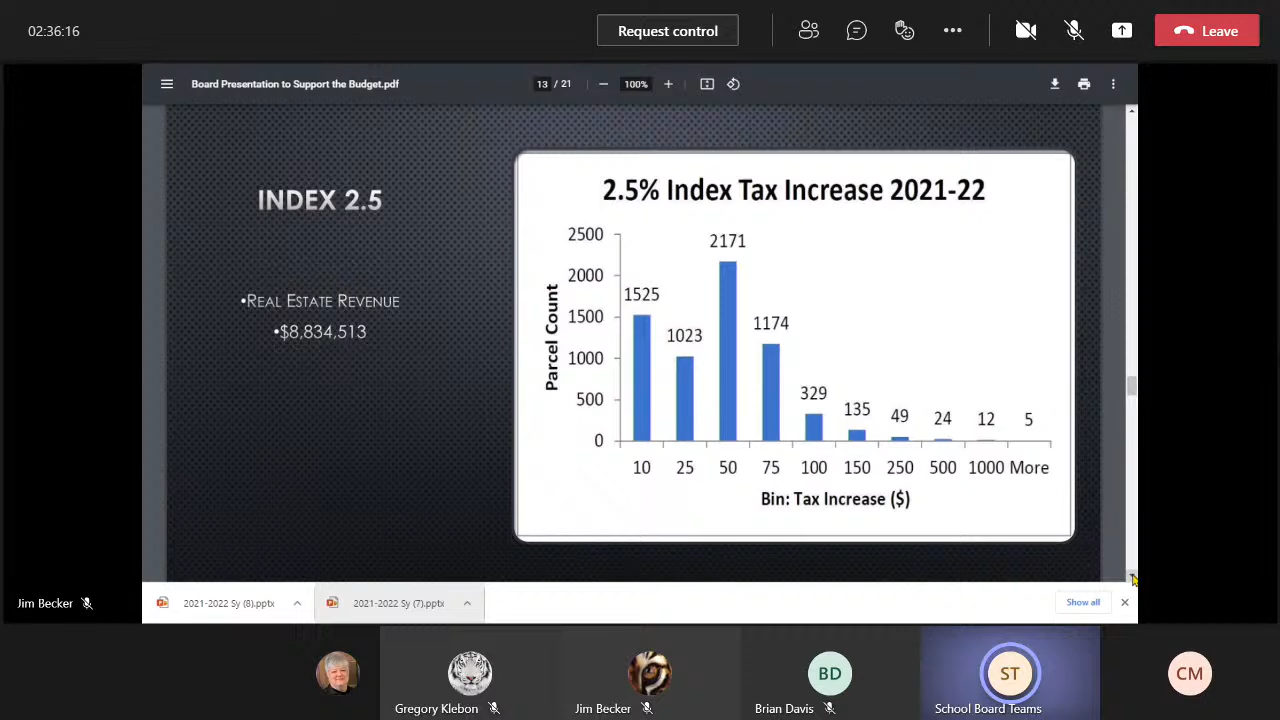 02:36:16
Request control
Leave
Board Presentation to Support the Budget.pdf
13 / 21
100%
INDEX 2.5
•REAL ESTATE REVENUE
•$8,834,513
2.5% Index Tax Increase 2021-22
Parcel Count
2500
2000
1500
1000
500
0
1525
1023
2171
1174
329
135
49
24
12
5
10 25 50 75 100 150 250 500 1000 More
Bin: Tax Increase ($)
Jim Becker
2021-2022 Sy (8).pptx
2021-2022 Sy (7).pptx
Show all
Gregory Klebon
Jim Becker
BD
Brian Davis
ST
School Board Teams
CM